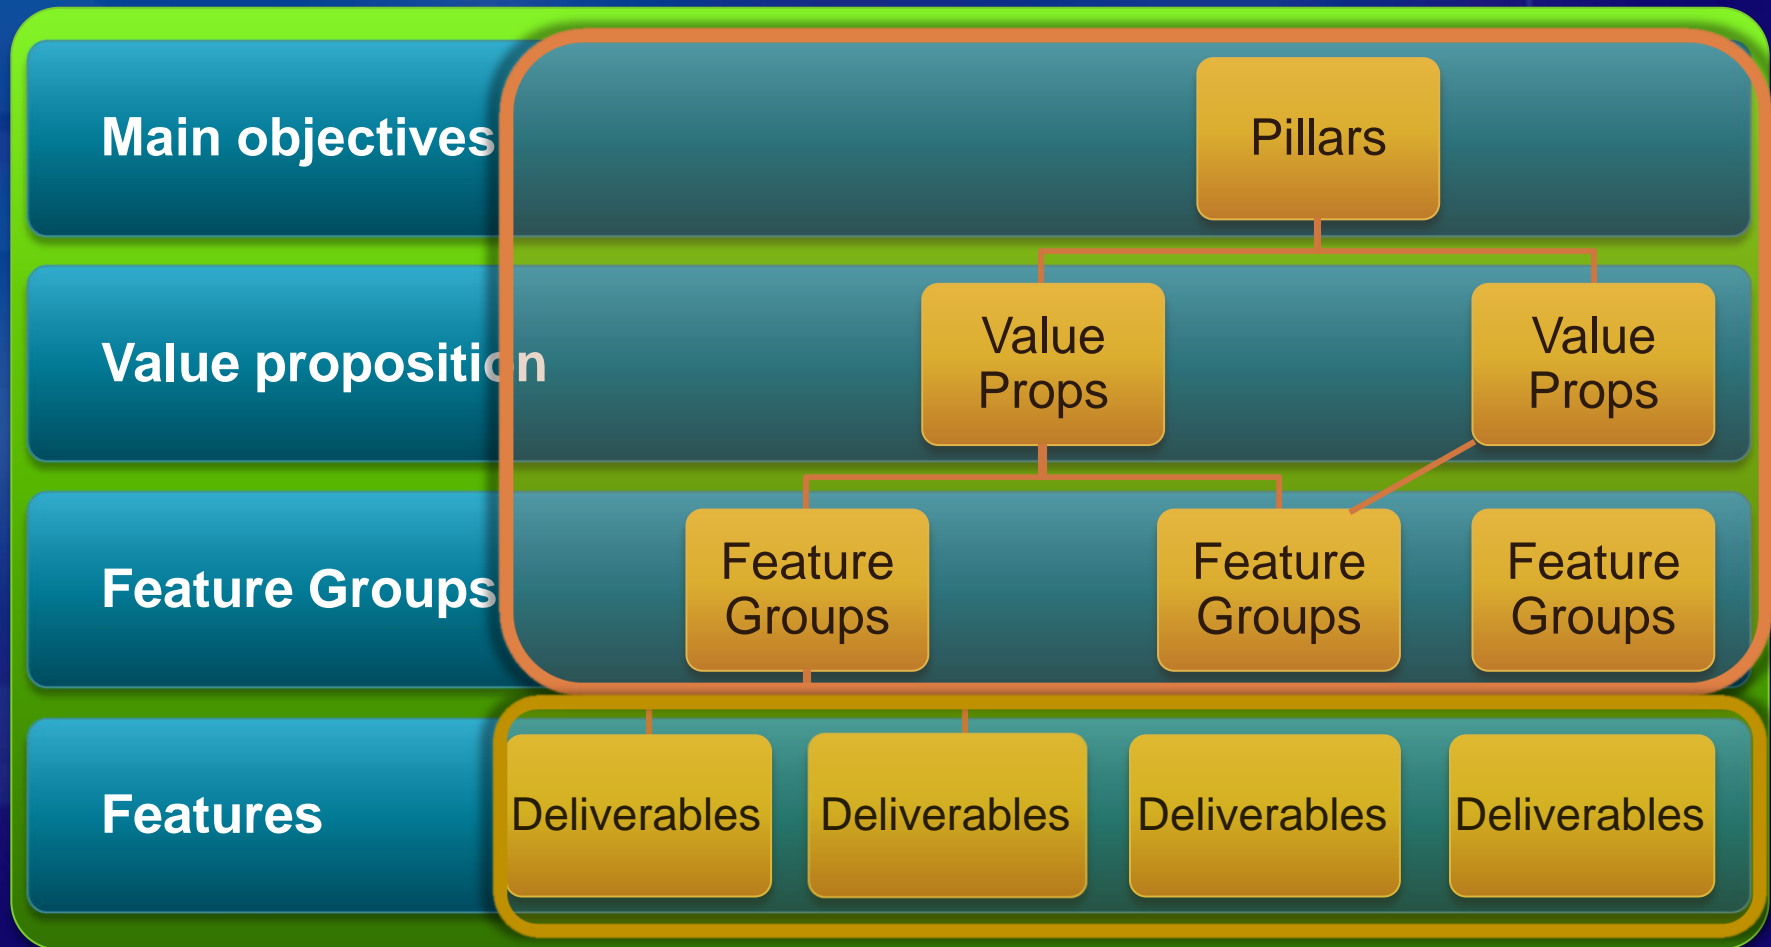 Main objectives
Pillars
Value proposition
Value
Props
Value
Props
Feature Groups
Feature
Groups
Feature
Groups
Feature
Groups
Features
Deliverables
Deliverables
Deliverables
Deliverables